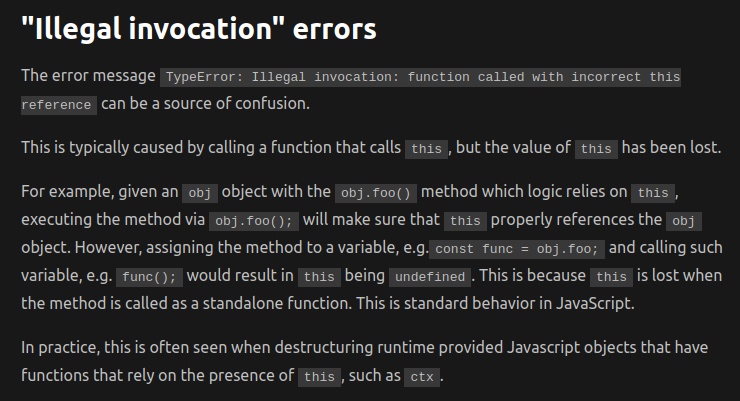 "Illegal invocation" errors
The error message TypeError: Illegal invocation: function called with incorrect this
reference can be a source of confusion.
This is typically caused by calling a function that calls this, but the value of this has been lost.
For example, given an obj object with the obj.foo() method which logic relies on this,
executing the method via obj.foo(); will make sure that this properly references the obj
object. However, assigning the method to a variable, e.g. const func = obj.foo; and calling such
variable, e.g. func(); would result in this being undefined. This is because this is lost when
the method is called as a standalone function. This is standard behavior in JavaScript.
In practice, this is often seen when destructuring runtime provided Javascript objects that have
functions that rely on the presence of this, such as ctx.